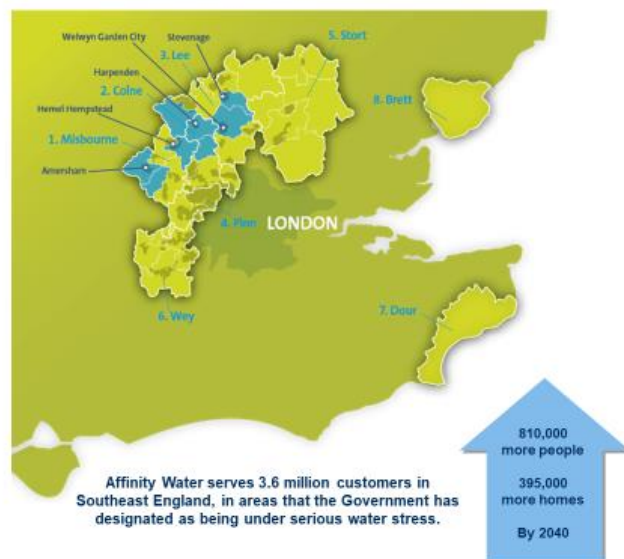 Welwyn Garden City
Stevenage
5. Stort
3. Lee
Harpenden
2. Colne
8. Brett
Hemel Hempstead
1. Misbourne
Amersham
4. Pinn
LONDON
7. Dour
6. Wey
810,000
more people
395,000
more homes
By 2040
Affinity Water serves 3.6 million customers in
Southeast England, in areas that the Government has
designated as being under serious water stress.